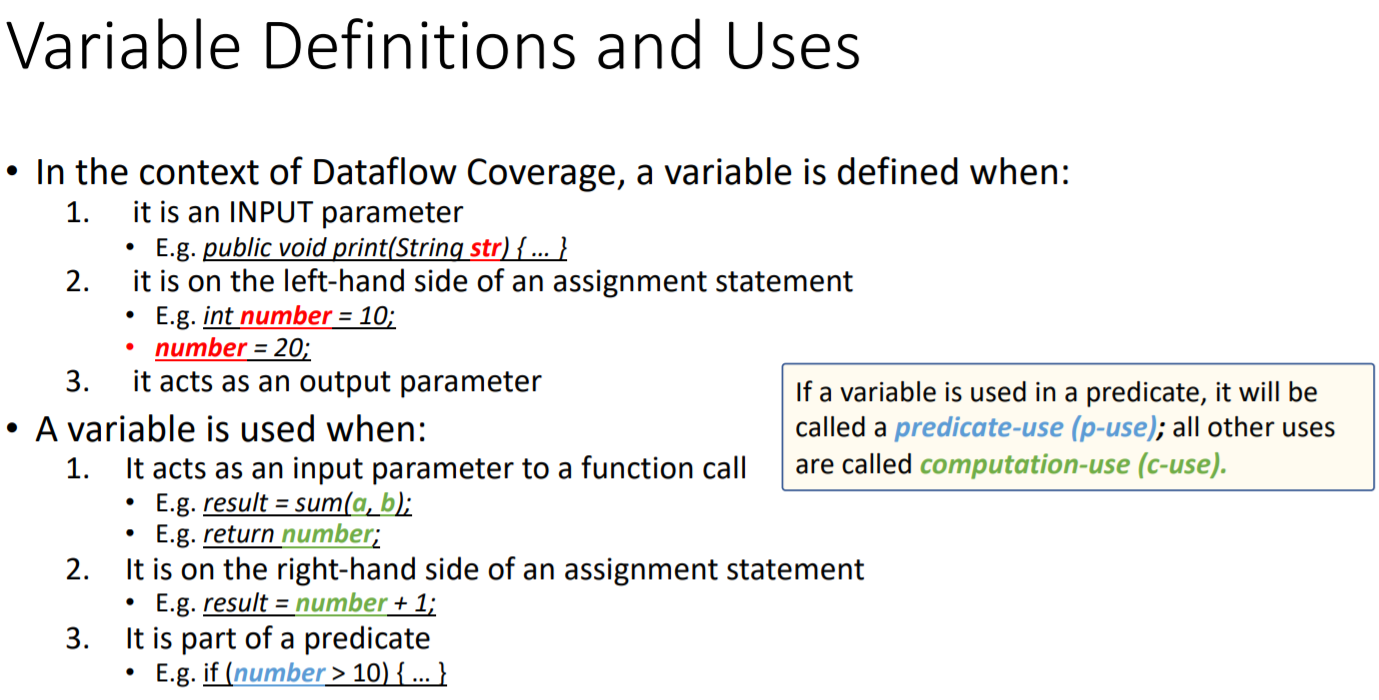 Variable Definitions and Uses
• In the context of Dataflow Coverage, a variable is defined when:
1. it is an INPUT parameter
• E.g. public void print(String str) { ... }
2. it is on the left-hand side of an assignment statement
• E.g. int number = 10;
• number = 20;
3. it acts as an output parameter
• A variable is used when:
1. It acts as an input parameter to a function call
• E.g. result = sum(a, b);
• E.g. return number;
2. It is on the right-hand side of an assignment statement
• E.g. result = number + 1;
3. It is part of a predicate
• E.g. if (number > 10) { ... }
If a variable is used in a predicate, it will be
called a predicate-use (p-use); all other uses
are called computation-use (c-use).